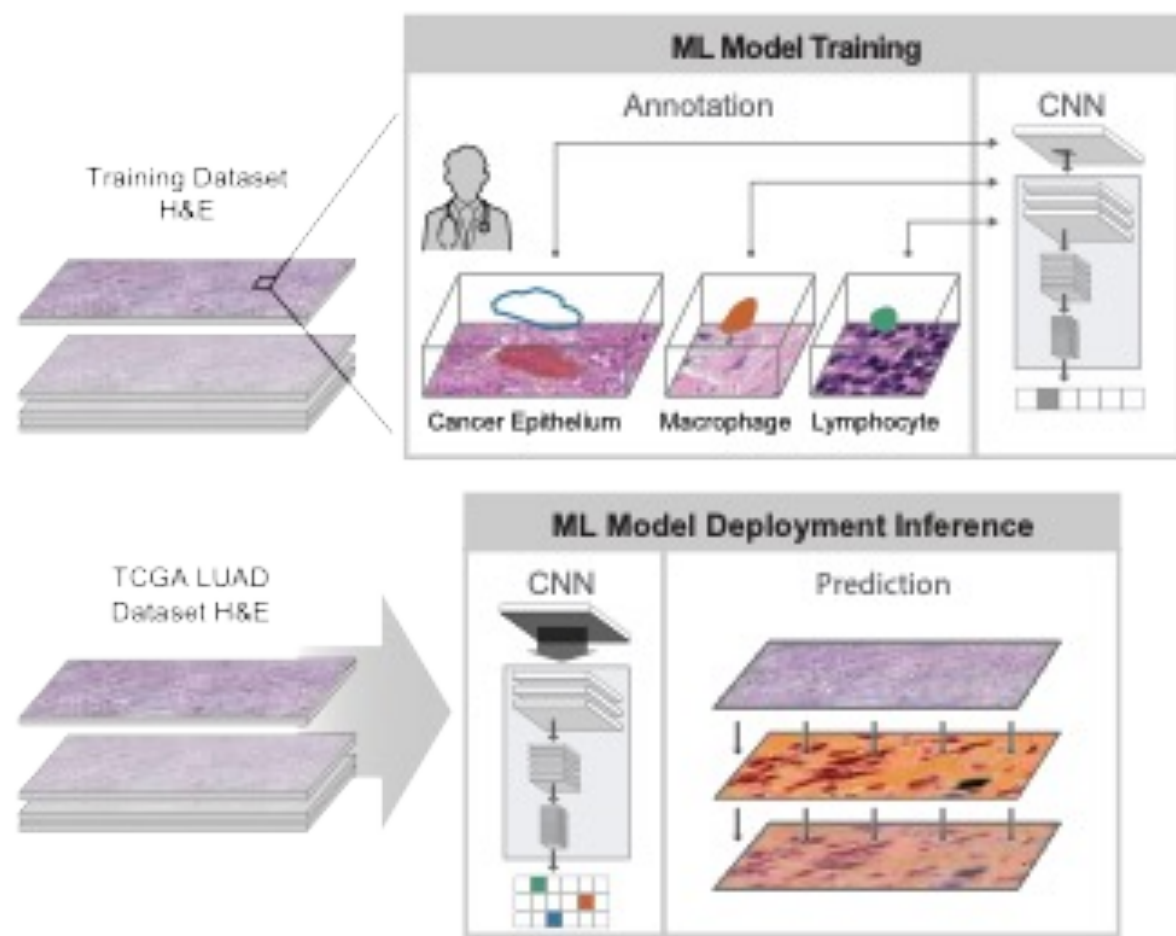 ML Model Training
Annotation
CNN
Training Dataset
H&E
Cancer Epithelium
Macrophage
Lymphocyte
ML Model Deployment Inference
TCGA LUAD
Dataset H&E
CNN
Prediction